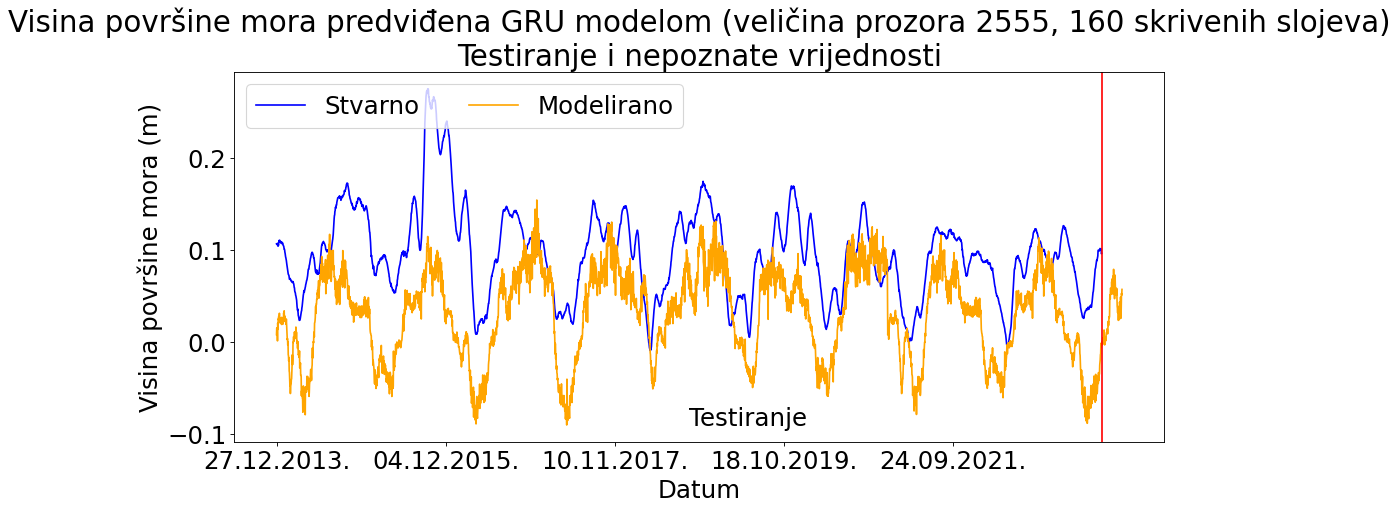 Visina površine mora predviđena GRU modelom (veličina prozora 2555, 160 skrivenih slojeva)
Testiranje i nepoznate vrijednosti
Stvarno
Modelirano
Visina površine mora (m)
0.2
0.1
0.0
−0.1
Testiranje
27.12.2013.
04.12.2015.
10.11.2017.
18.10.2019.
24.09.2021.
Datum